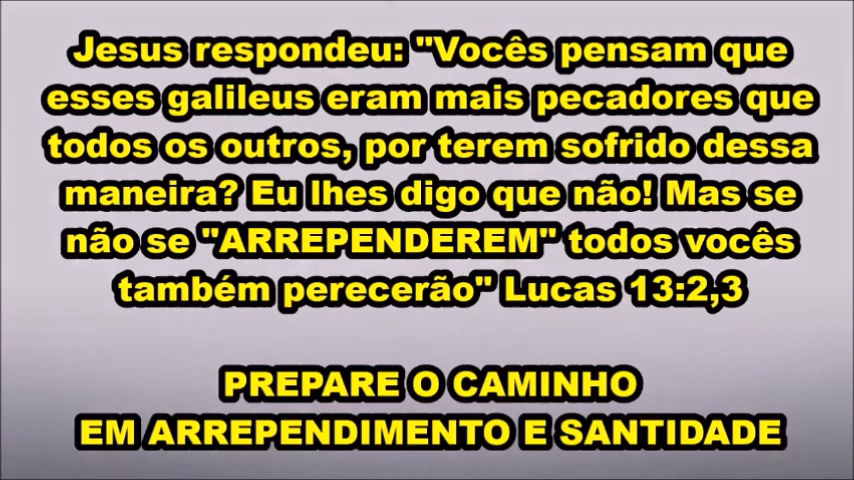 Jesus respondeu: "Vocês pensam que
esses galileus eram mais pecadores que
todos os outros, por terem sofrido dessa
maneira? Eu lhes digo que não! Mas se
não se "ARREPENDEREM" todos vocês
também perecerão" Lucas 13:2,3
PREPARE O CAMINHO
EM ARREPENDIMENTO E SANTIDADE